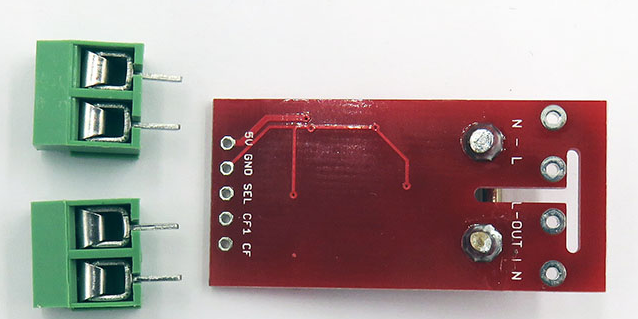 5V GND SEL CF1 CF
N - L
L-OUT-I N